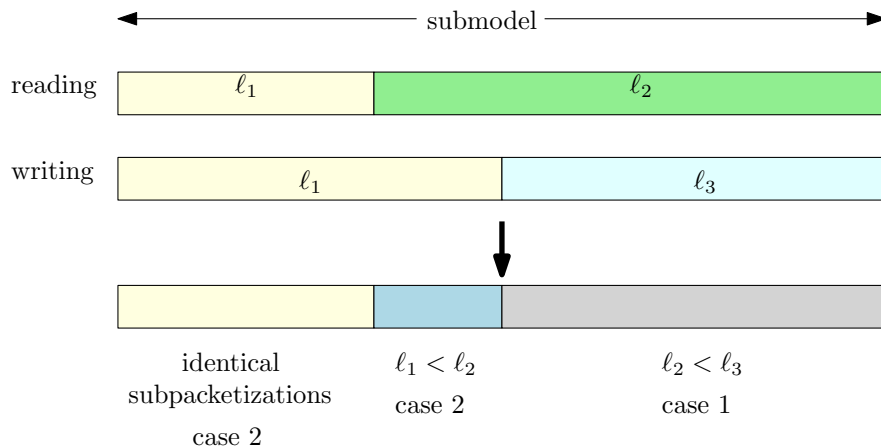 submodel
reading
ℓ₁
ℓ₂
writing
ℓ₁
ℓ₃
identical
subpacketizations
case 2
ℓ₁ < ℓ₂
case 2
ℓ₂ < ℓ₃
case 1